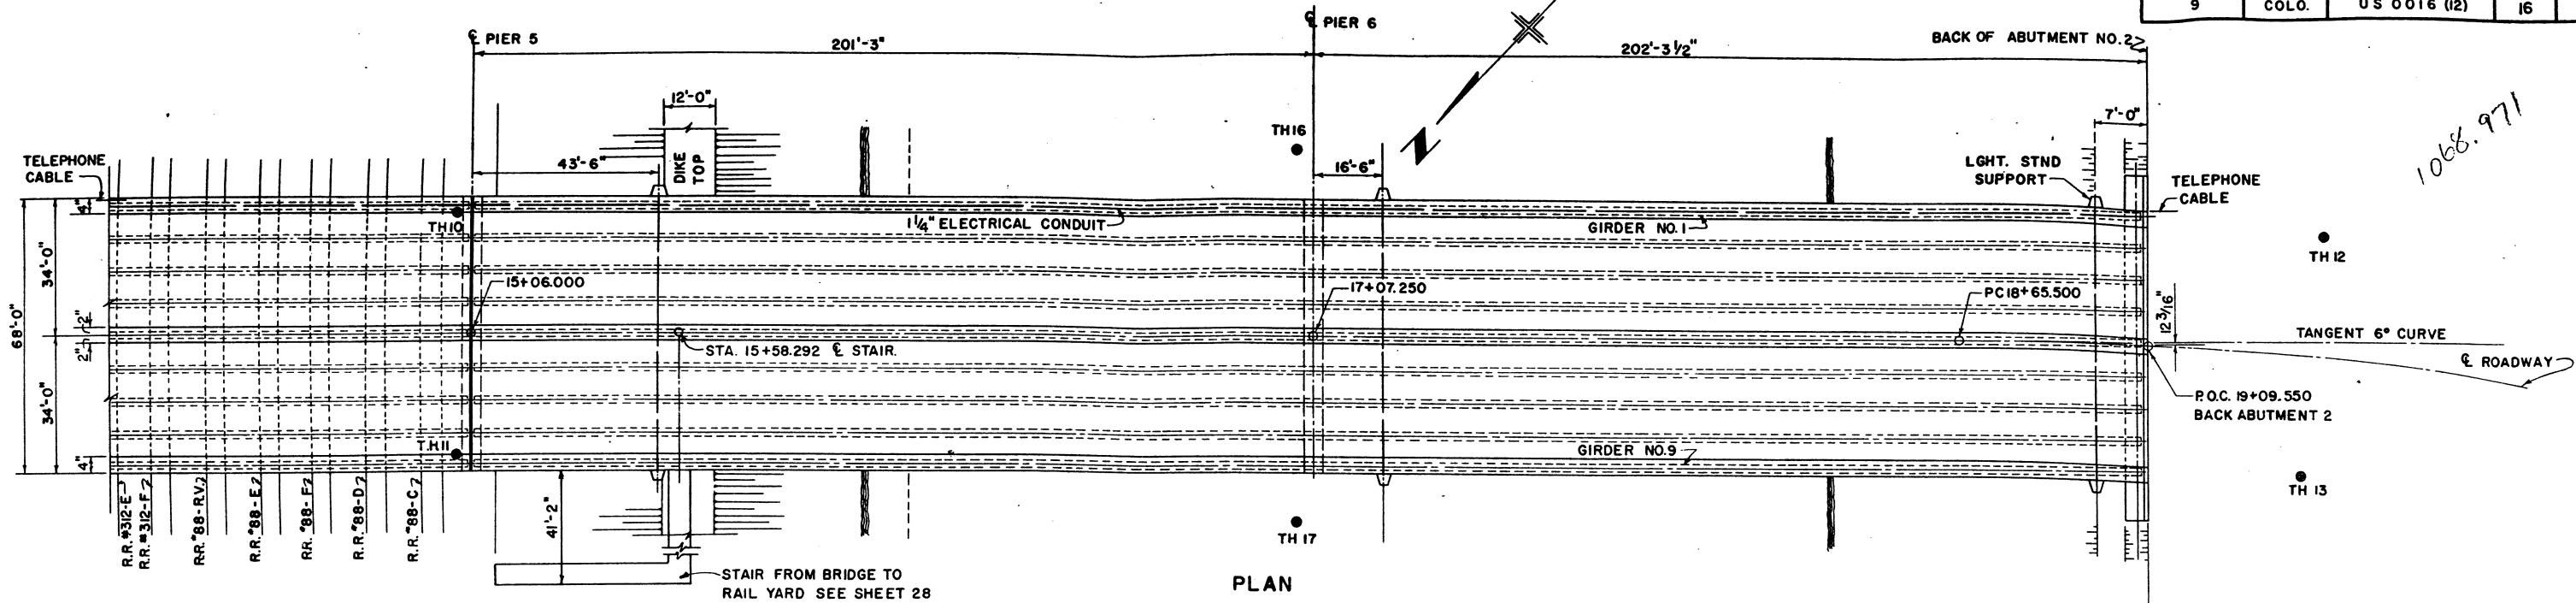 9 COLO. US 0016 (12) 16
℄ PIER 5
201'-3"
℄ PIER 6
202'-3 1/2"
BACK OF ABUTMENT NO.2
1068.971
12'-0"
DIKE TOP
43'-6"
TH16
16'-6"
7'-0"
LGHT. STND
SUPPORT
TELEPHONE
CABLE
TELEPHONE
CABLE
4"
TH10
1 1/4" ELECTRICAL CONDUIT
GIRDER NO.1
TH 12
34'-0"
68'-0"
15+06.000
17+07.250
PC18+65.500
12 3/16"
2"
2"
STA. 15+58.292 ℄ STAIR.
TANGENT 6° CURVE
℄ ROADWAY
34'-0"
P.O.C. 19+09.550
BACK ABUTMENT 2
4"
T.H11
GIRDER NO.9
TH 13
R.R.#312-E
R.R.#312-F
R.R.#88-R.V.
R.R.#88-E
R.R.#88-F
R.R.#88-D
R.R.#88-C
41'-2"
TH 17
STAIR FROM BRIDGE TO
RAIL YARD SEE SHEET 28
PLAN